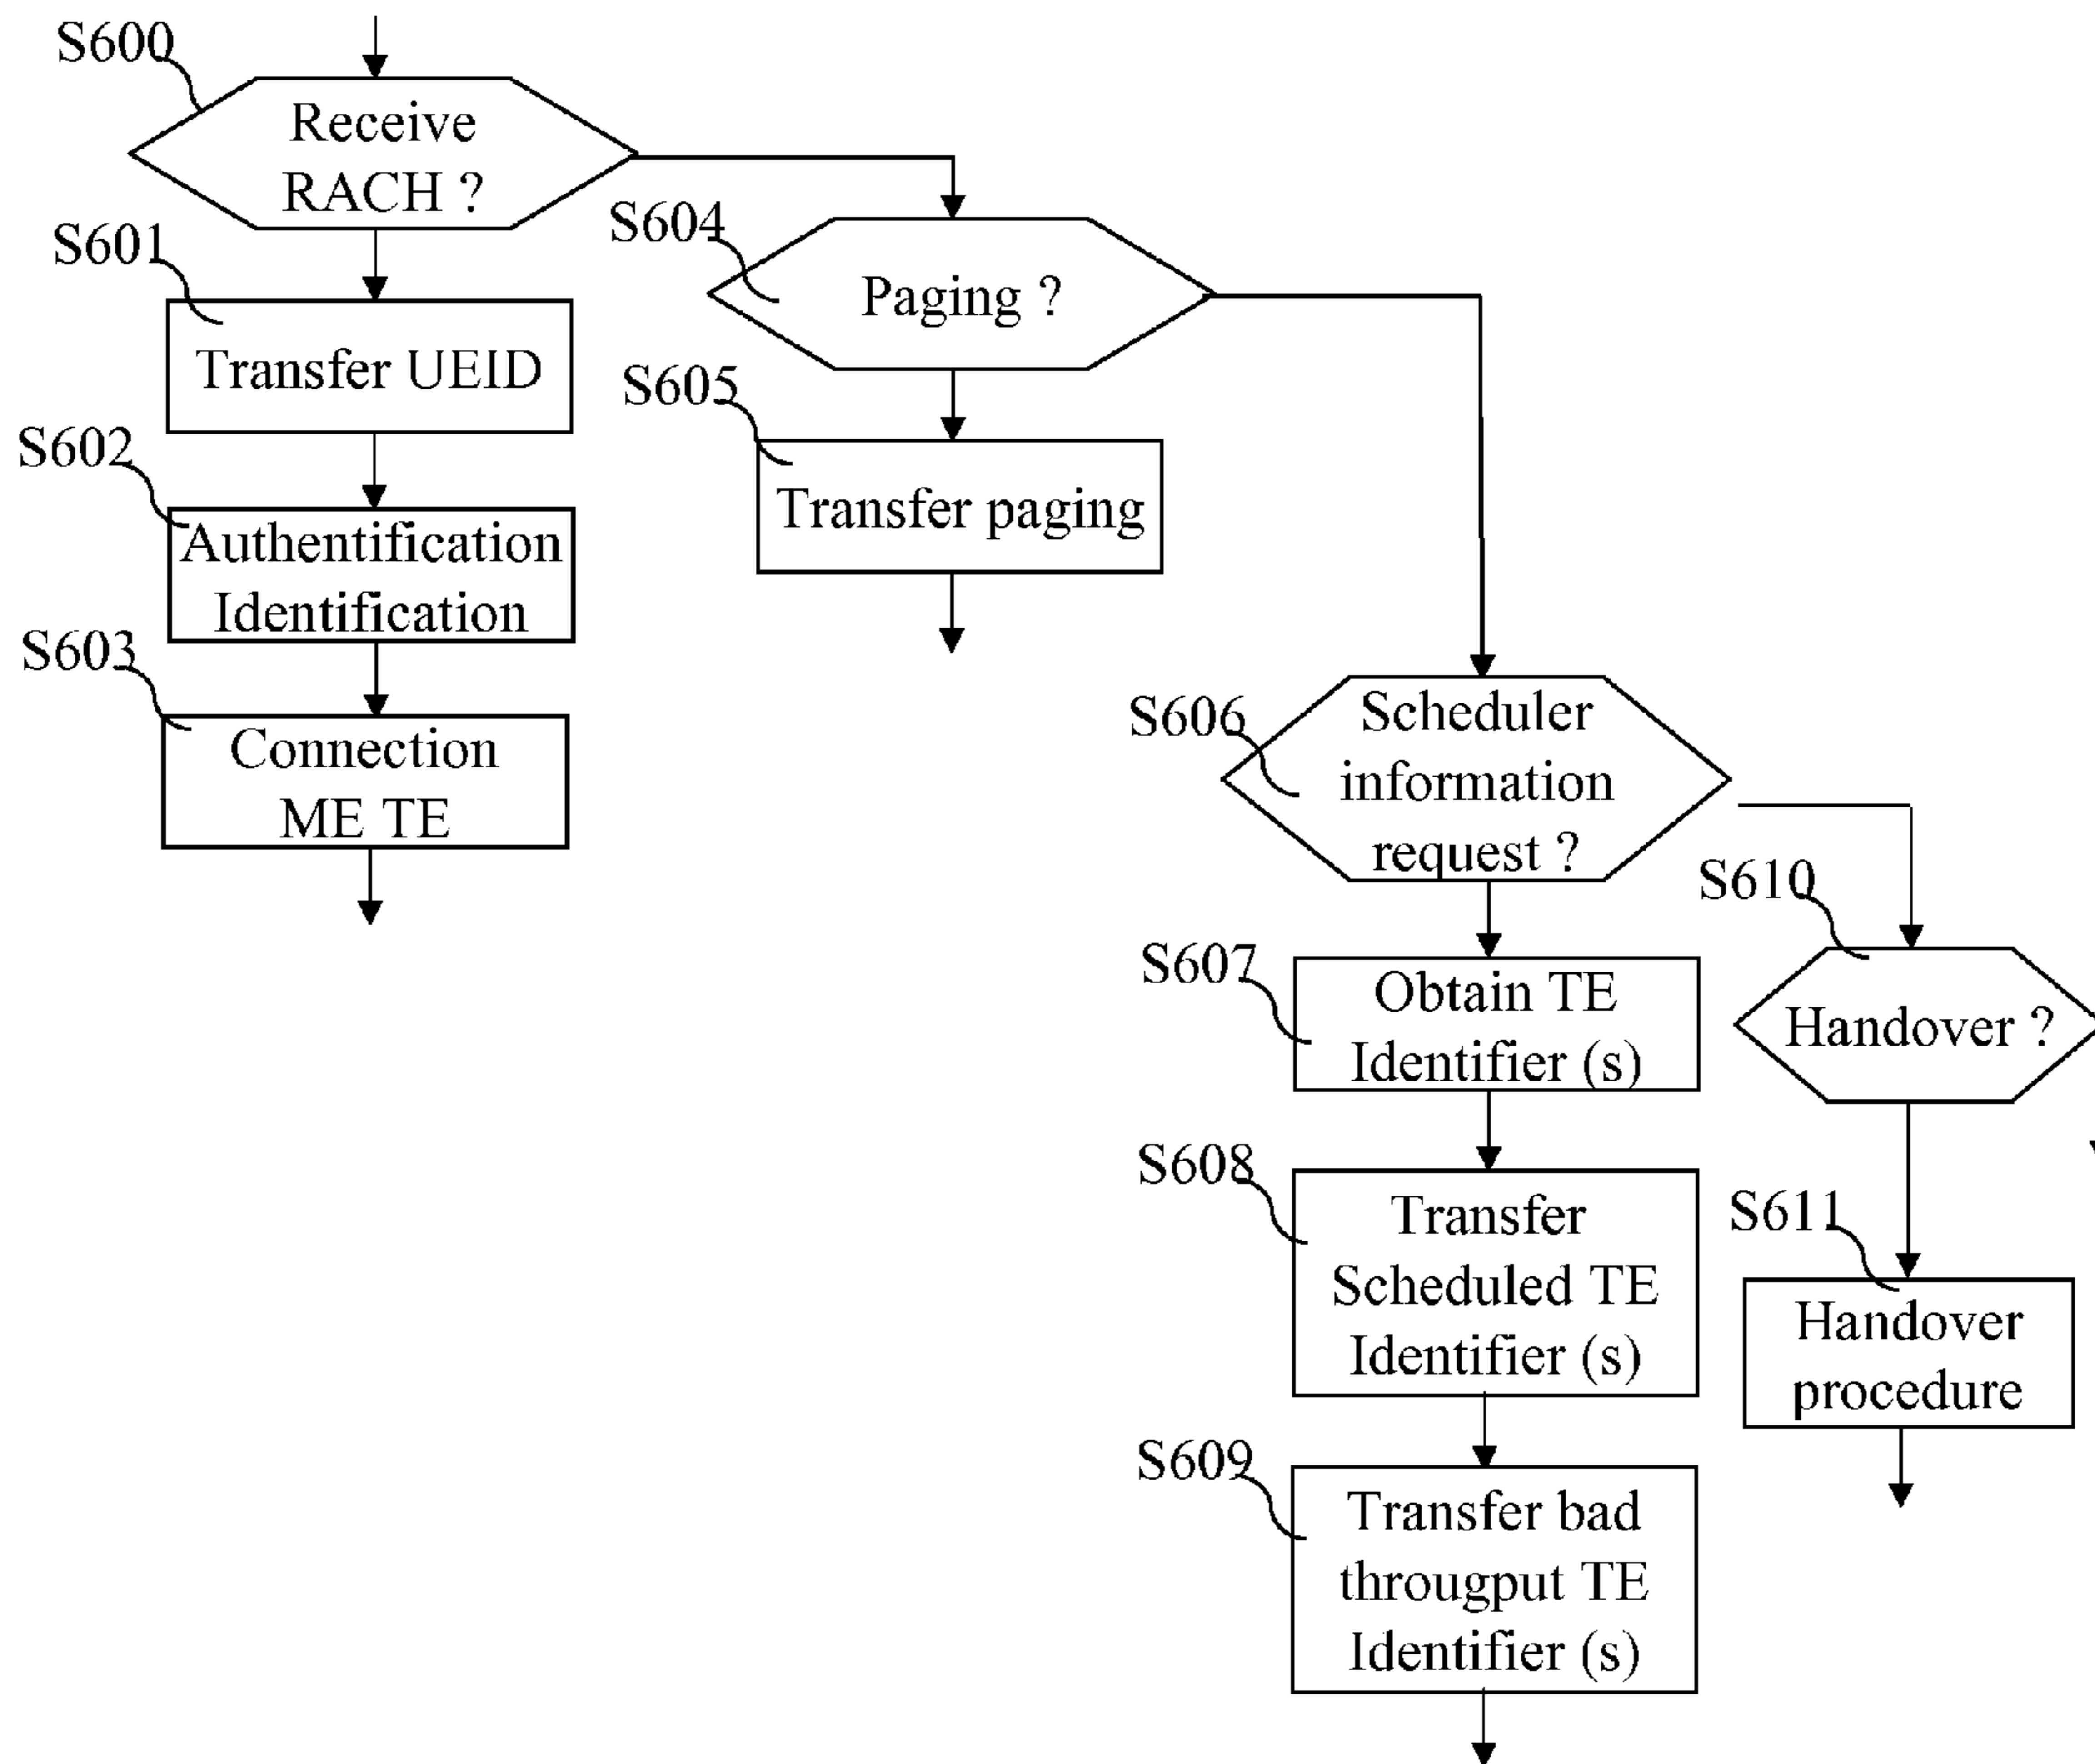 S600
Receive
RACH ?
S601
Transfer UEID
S602
Authentification
Identification
S603
Connection
ME TE
S604
Paging ?
S605
Transfer paging
S606
Scheduler
information
request ?
S607
Obtain TE
Identifier (s)
S608
Transfer
Scheduled TE
Identifier (s)
S609
Transfer bad
througput TE
Identifier (s)
S610
Handover ?
S611
Handover
procedure